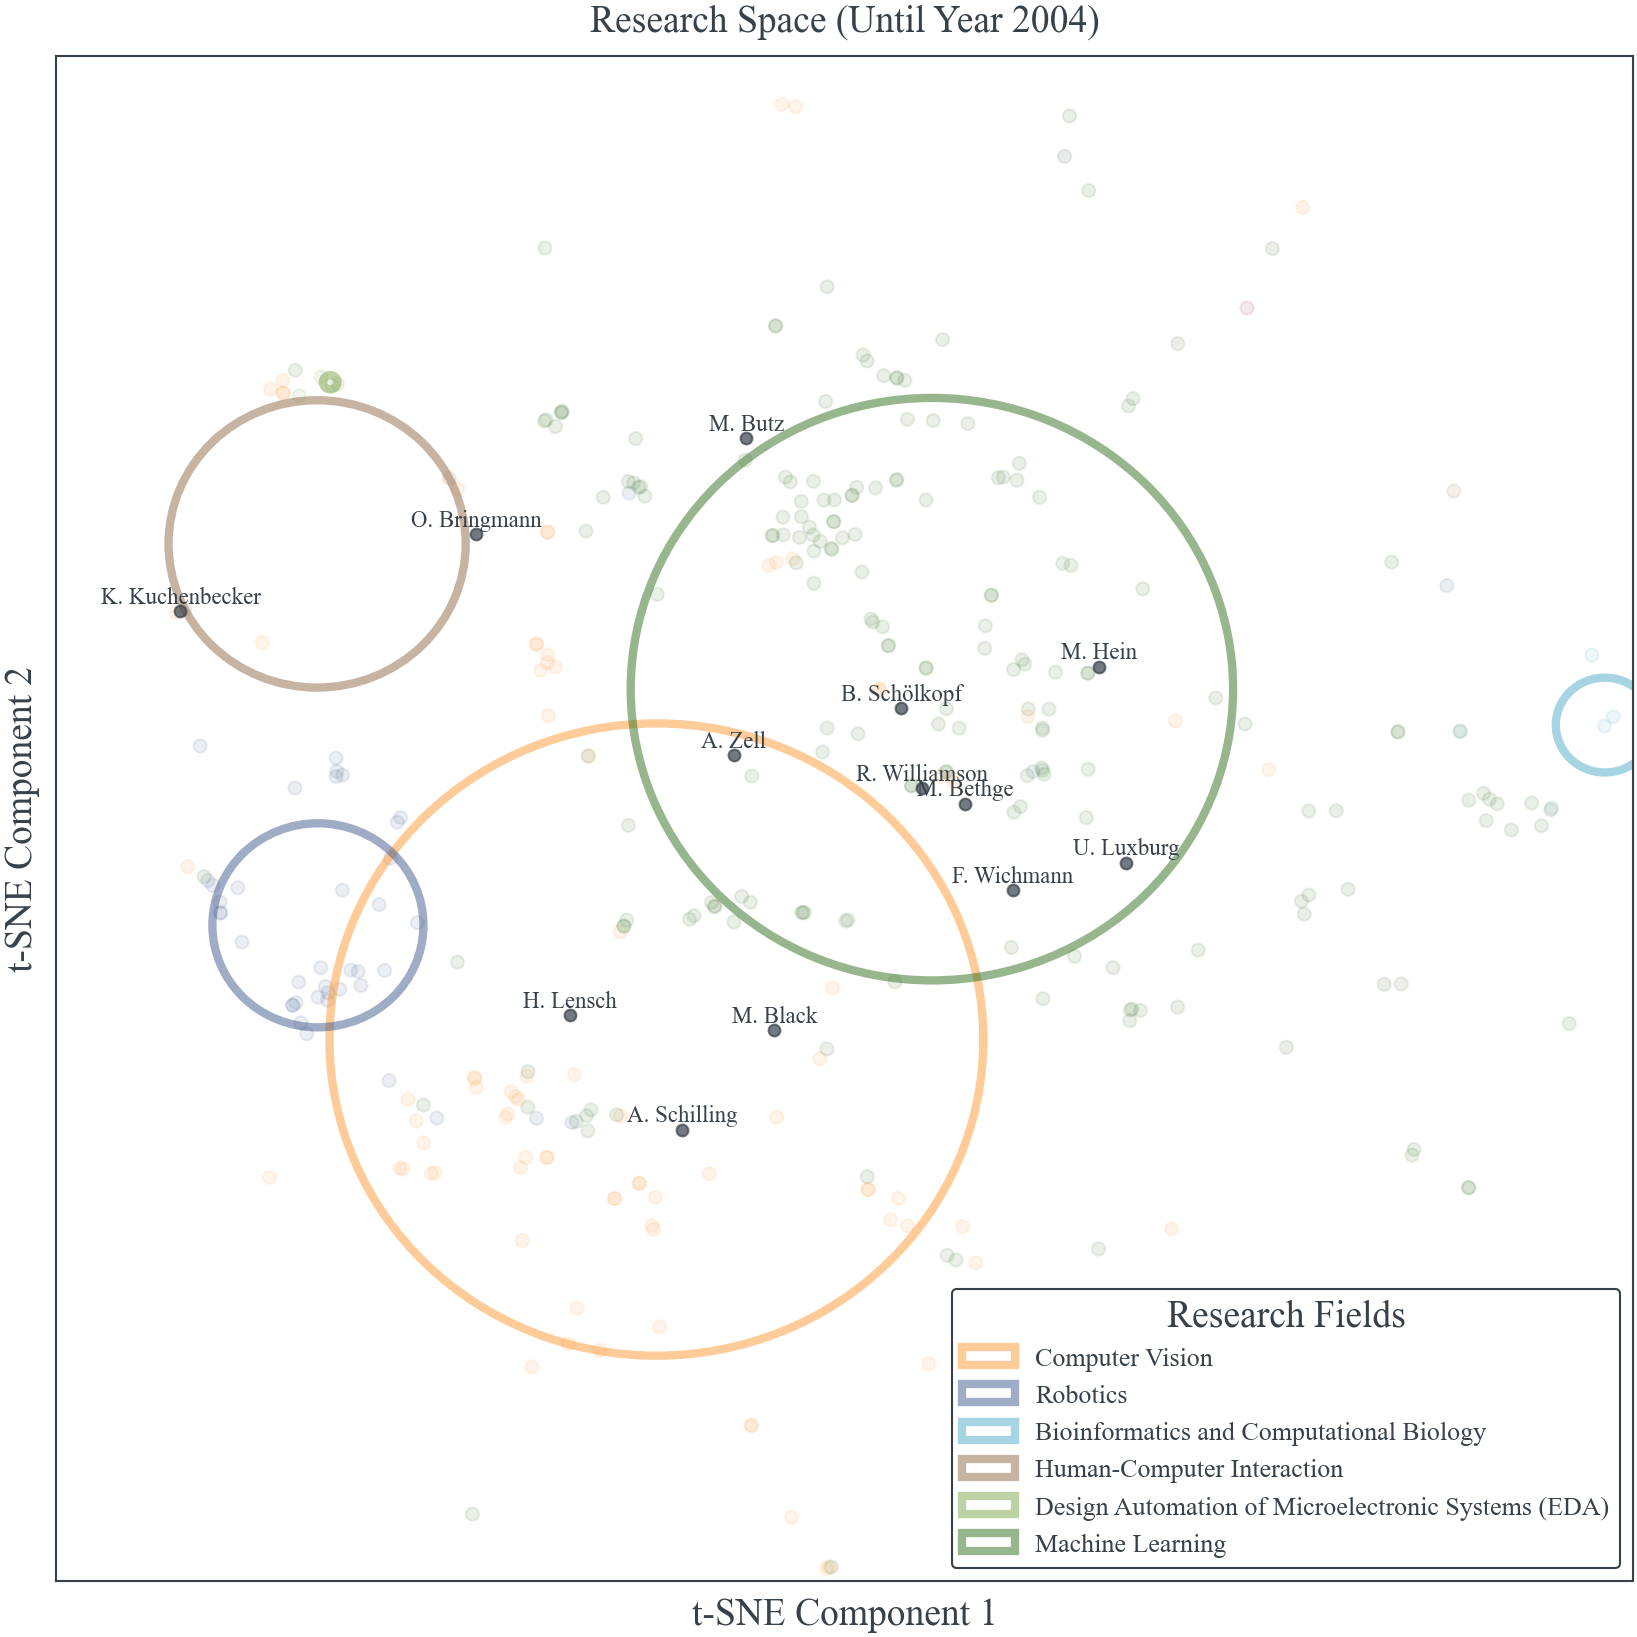 Research Space (Until Year 2004)
M. Butz
O. Bringmann
K. Kuchenbecker
M. Hein
B. Schölkopf
A. Zell
R. Williamson
M. Bethge
U. Luxburg
F. Wichmann
H. Lensch
M. Black
A. Schilling
t-SNE Component 2
Research Fields
Computer Vision
Robotics
Bioinformatics and Computational Biology
Human-Computer Interaction
Design Automation of Microelectronic Systems (EDA)
Machine Learning
t-SNE Component 1